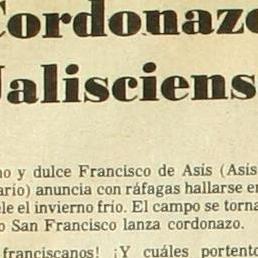 Cordonazo
Jalisciens
no y dulce Francisco de Asís (Asís
ario) anuncia con ráfagas hallarse en
le el invierno frío. El campo se torna
o San Francisco lanza cordonazo.
franciscanos! ¡Y cuáles portento